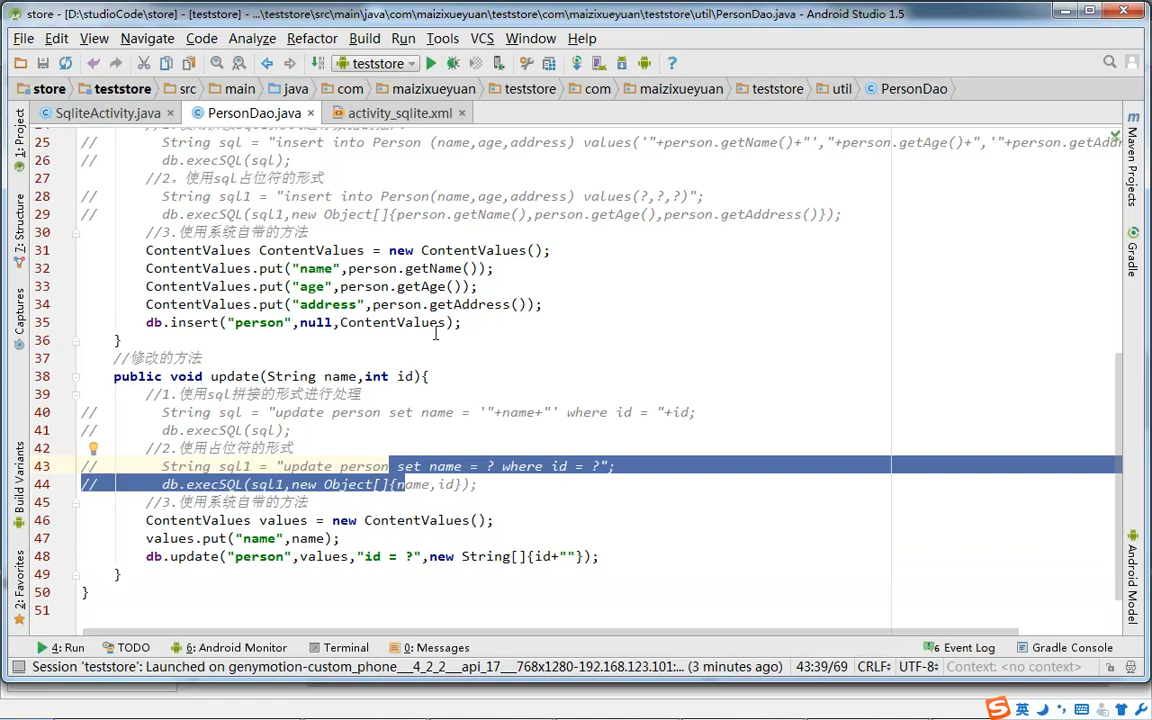 store - [D:\studioCode\store] - [teststore] - ...\teststore\src\main\java\com\maizixueyuan\teststore\com\maizixueyuan\teststore\util\PersonDao.java - Android Studio 1.5
File Edit View Navigate Code Analyze Refactor Build Run Tools VCS Window Help
teststore
store teststore src main java com maizixueyuan teststore com maizixueyuan teststore util PersonDao
SqliteActivity.java PersonDao.java activity_sqlite.xml
25 // String sql = "insert into Person (name,age,address) values('"+person.getName()+"',"+person.getAge()+",'"+person.getAddr
26 // db.execSQL(sql);
27 //2。使用sql占位符的形式
28 // String sql1 = "insert into Person(name,age,address) values(?,?,?)";
29 // db.execSQL(sql1,new Object[]{person.getName(),person.getAge(),person.getAddress()});
30 //3.使用系统自带的方法
31 ContentValues ContentValues = new ContentValues();
32 ContentValues.put("name",person.getName());
33 ContentValues.put("age",person.getAge());
34 ContentValues.put("address",person.getAddress());
35 db.insert("person",null,ContentValues);
36 }
37 //修改的方法
38 public void update(String name,int id){
39 //1.使用sql拼接的形式进行处理
40 // String sql = "update person set name = '"+name+"' where id = "+id;
41 // db.execSQL(sql);
42 //2.使用占位符的形式
43 // String sql1 = "update person set name = ? where id = ?";
44 // db.execSQL(sql1,new Object[]{name,id});
45 //3.使用系统自带的方法
46 ContentValues values = new ContentValues();
47 values.put("name",name);
48 db.update("person",values,"id = ?",new String[]{id+""});
49 }
50 }
51
1: Project
7: Structure
Captures
Build Variants
2: Favorites
Maven Projects
Gradle
Android Model
4: Run TODO 6: Android Monitor Terminal 0: Messages 6 Event Log Gradle Console
Session 'teststore': Launched on genymotion-custom_phone__4_2_2__api_17__768x1280-192.168.123.101:... (3 minutes ago) 43:39/69 CRLF UTF-8 Context: <no context>
英